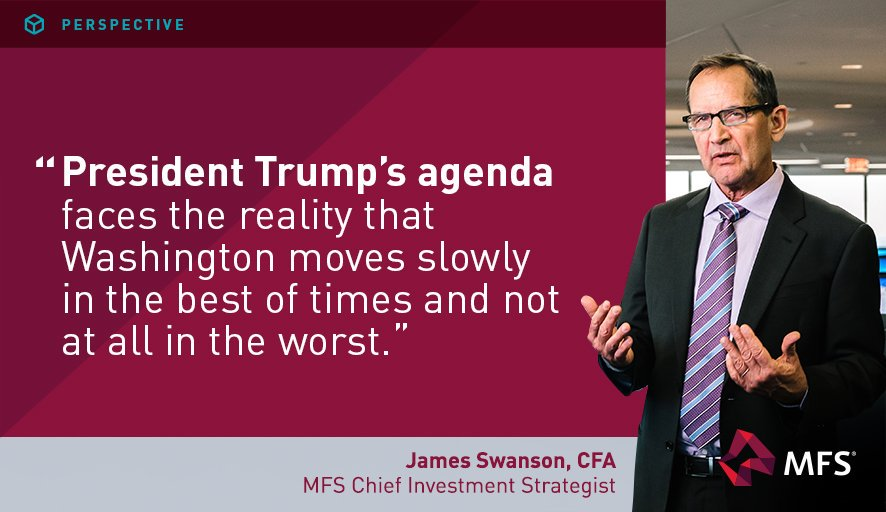 PERSPECTIVE
“President Trump’s agenda
faces the reality that
Washington moves slowly
in the best of times and not
at all in the worst.”
James Swanson, CFA
MFS Chief Investment Strategist
MFS®